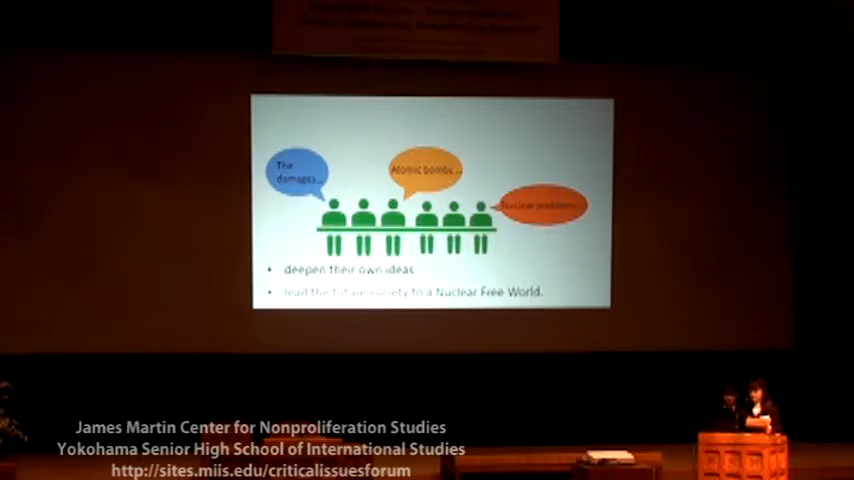 The
damages...
Atomic bombs...
Nuclear problems...
• deepen their own ideas
• lead the future society to a Nuclear Free World.
James Martin Center for Nonproliferation Studies
Yokohama Senior High School of International Studies
http://sites.miis.edu/criticalissuesforum